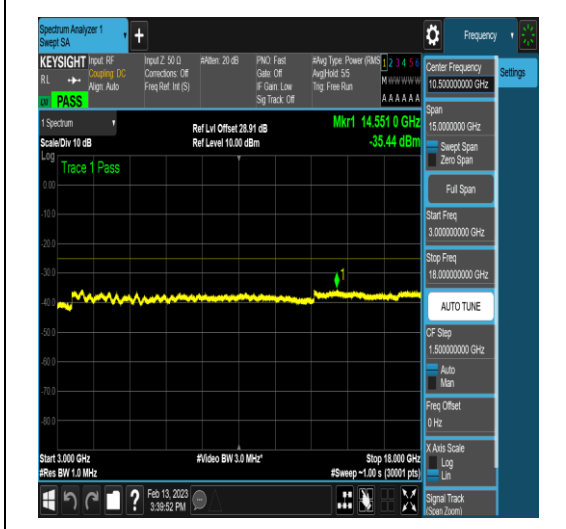 Spectrum Analyzer 1
Swept SA
Frequency
KEYSIGHT
RL
Input: RF
Coupling: DC
Align: Auto
Input Z: 50 Ω
Corrections: Off
Freq Ref: Int (S)
#Atten: 20 dB
PNO: Fast
Gate: Off
IF Gain: Low
Sig Track: Off
#Avg Type: Power (RMS
Avg|Hold: 5/5
Trig: Free Run
1 2 3 4 5 6
M W W W W W
A A A A A A
PASS
1 Spectrum
Scale/Div 10 dB
Ref Lvl Offset 28.91 dB
Ref Level 10.00 dBm
Mkr1 14.551 0 GHz
-35.44 dBm
Log
Trace 1 Pass
0.00
-10.0
-20.0
-30.0
1
-40.0
-50.0
-60.0
-70.0
-80.0
Start 3.000 GHz
#Video BW 3.0 MHz*
Stop 18.000 GHz
#Res BW 1.0 MHz
#Sweep ~1.00 s (30001 pts)
Feb 13, 2023
3:39:52 PM
Center Frequency
10.500000000 GHz
Settings
Span
15.0000000 GHz
Swept Span
Zero Span
Full Span
Start Freq
3.000000000 GHz
Stop Freq
18.000000000 GHz
AUTO TUNE
CF Step
1.500000000 GHz
Auto
Man
Freq Offset
0 Hz
X Axis Scale
Log
Lin
Signal Track
(Span Zoom)